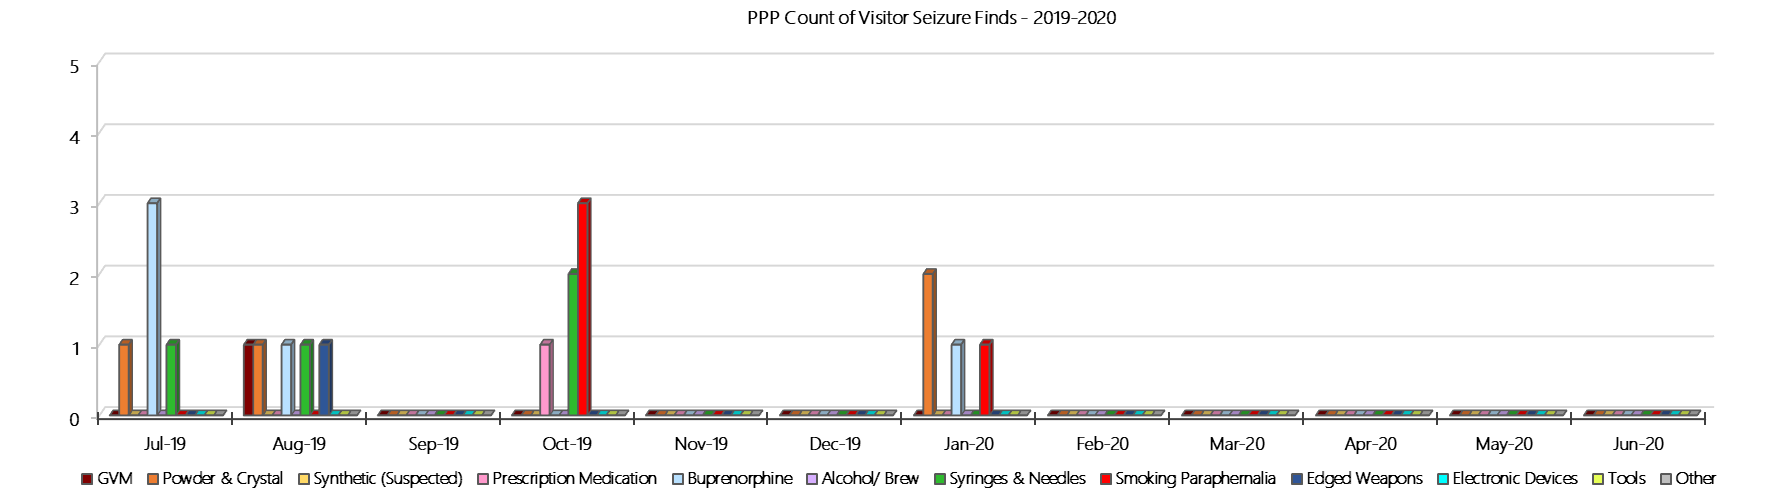 PPP Count of Visitor Seizure Finds - 2019-2020
5
4
3
2
1
0
Jul-19 Aug-19 Sep-19 Oct-19 Nov-19 Dec-19 Jan-20 Feb-20 Mar-20 Apr-20 May-20 Jun-20
GVM Powder & Crystal Synthetic (Suspected) Prescription Medication Buprenorphine Alcohol/ Brew Syringes & Needles Smoking Paraphernalia Edged Weapons Electronic Devices Tools Other